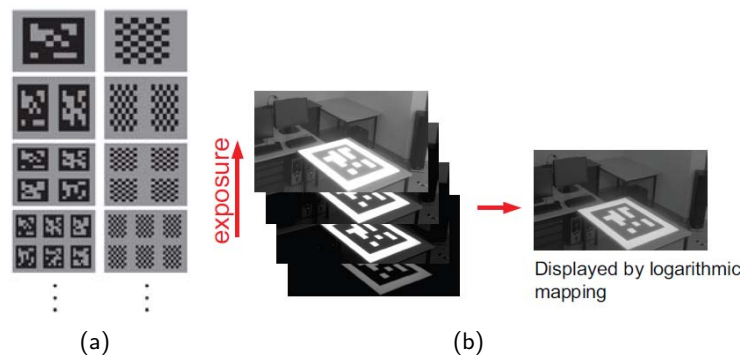 exposure
Displayed by logarithmic
mapping
(a)
(b)